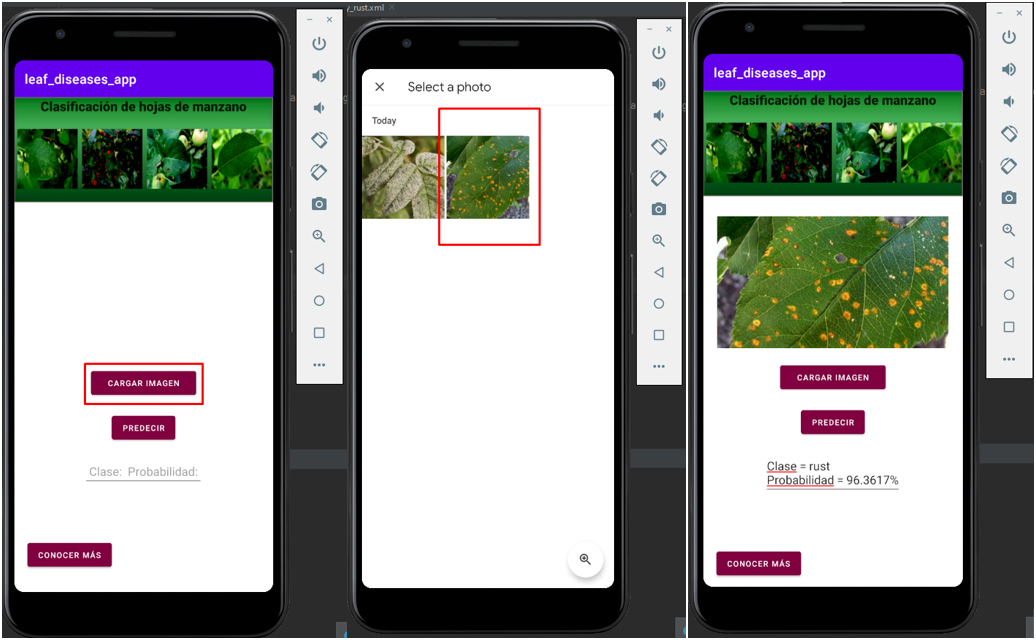 leaf_diseases_app
Clasificación de hojas de manzano
CARGAR IMAGEN
PREDECIR
Clase: Probabilidad:
CONOCER MÁS
y_rust.xml
Select a photo
Today
leaf_diseases_app
Clasificación de hojas de manzano
CARGAR IMAGEN
PREDECIR
Clase = rust
Probabilidad = 96.3617%
CONOCER MÁS